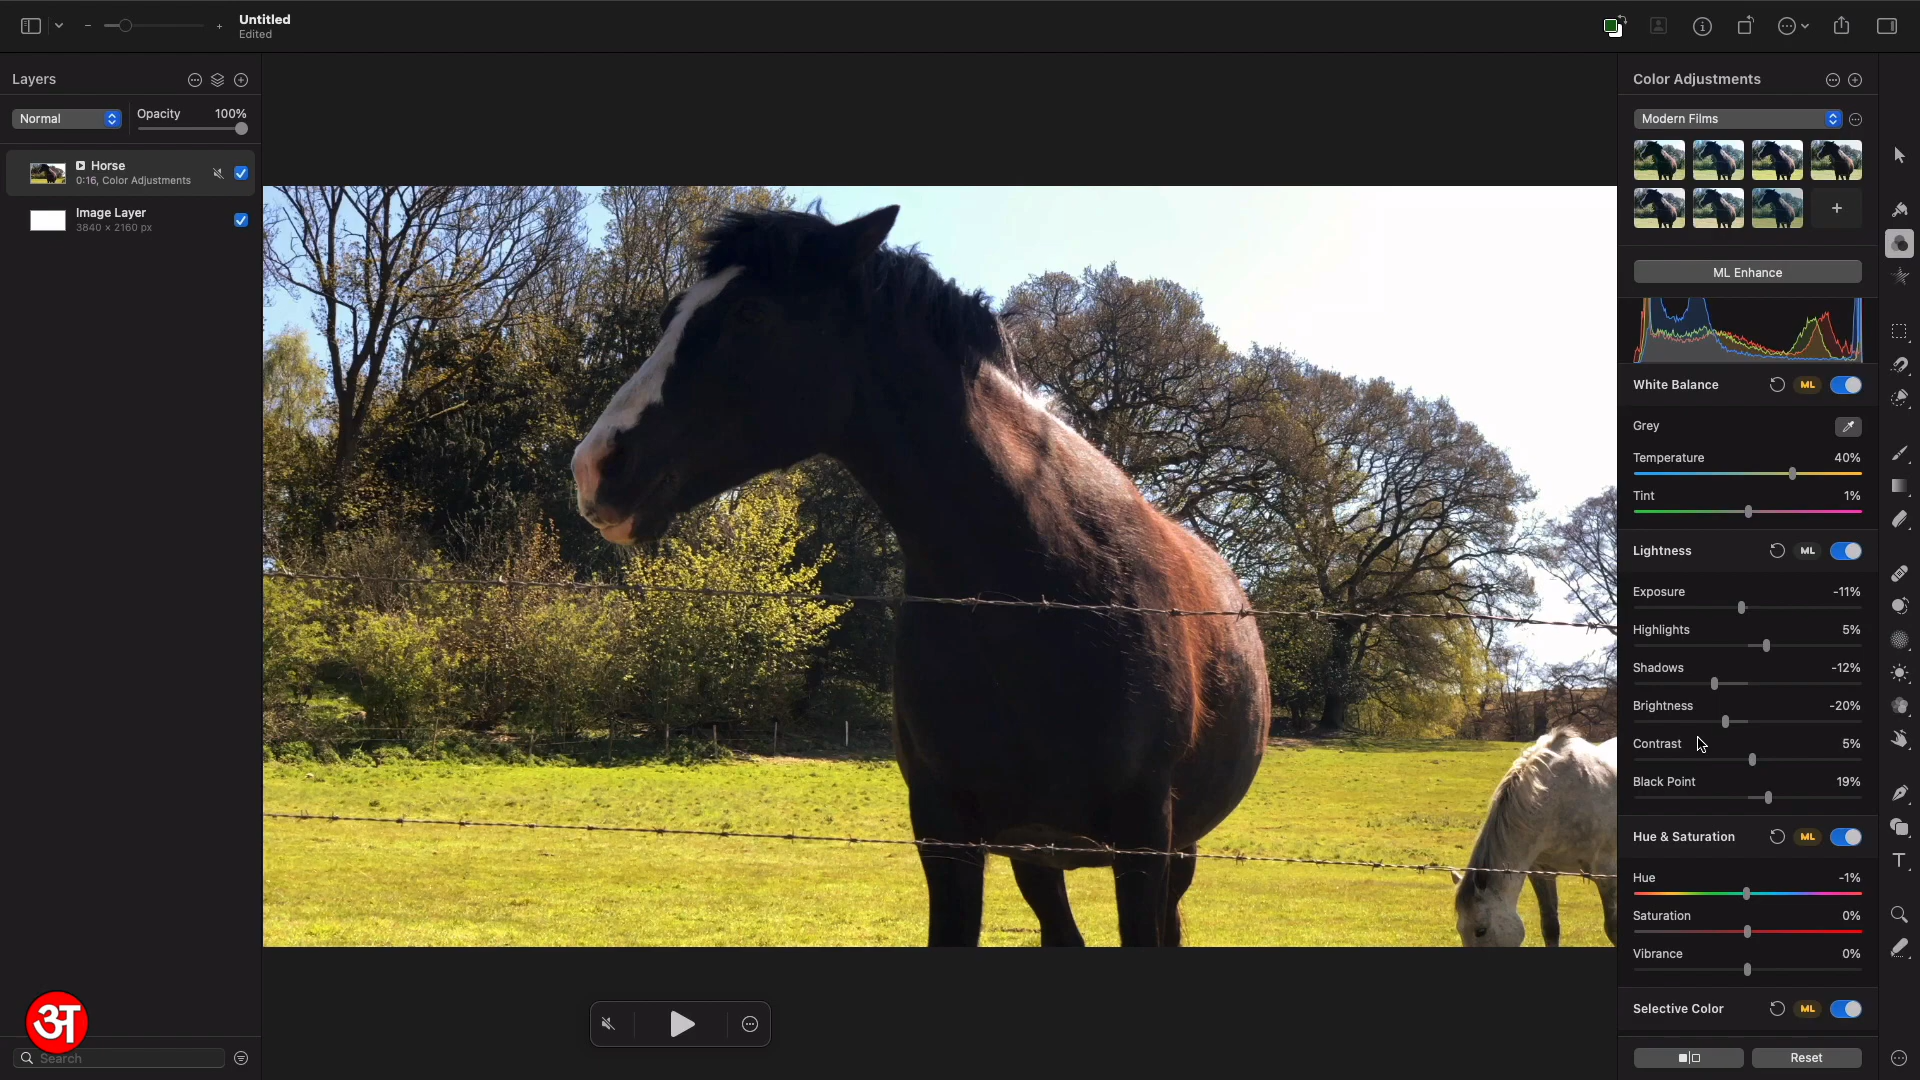 Untitled
Edited
Layers
Normal
Opacity 100%
Horse
0:16, Color Adjustments
Image Layer
3840 × 2160 px
अ
Search
Color Adjustments
Modern Films
ML Enhance
White Balance ML
Grey
Temperature 40%
Tint 1%
Lightness ML
Exposure -11%
Highlights 5%
Shadows -12%
Brightness -20%
Contrast 5%
Black Point 19%
Hue & Saturation ML
Hue -1%
Saturation 0%
Vibrance 0%
Selective Color ML
Reset